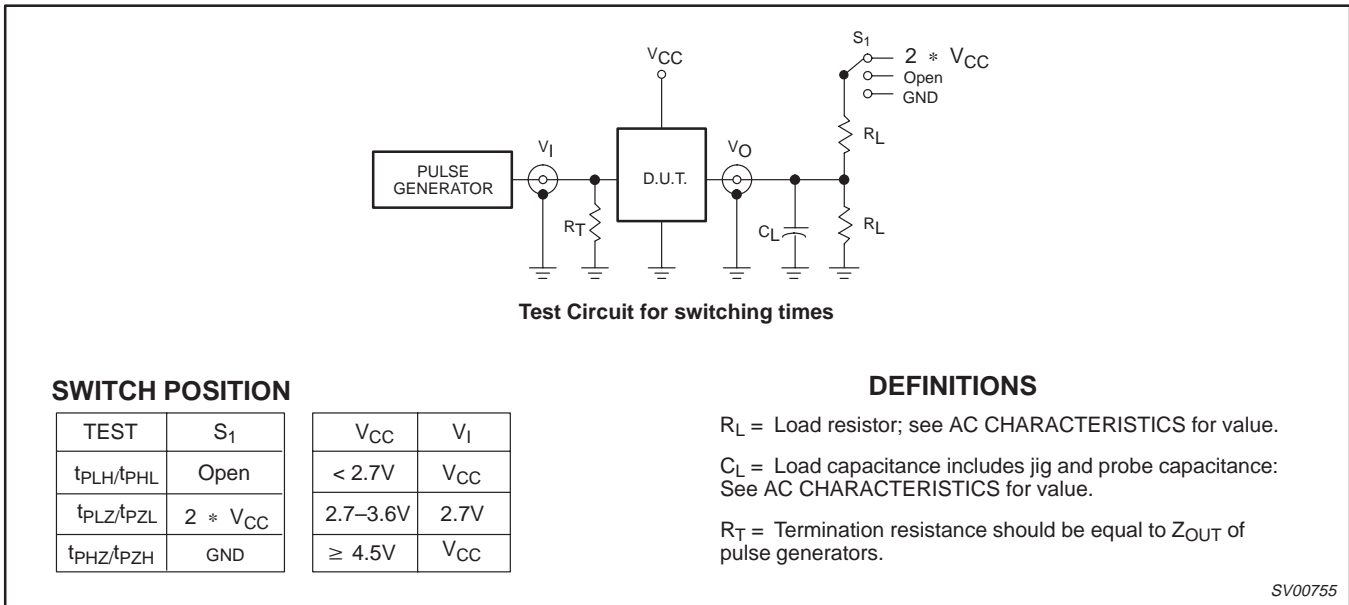 S1
2 * VCC
Open
GND
VCC
RL
VI
VO
PULSE
GENERATOR
D.U.T.
RT
CL
RL
Test Circuit for switching times
SWITCH POSITION
TEST S1
tPLH/tPHL Open
tPLZ/tPZL 2 * VCC
tPHZ/tPZH GND
VCC VI
< 2.7V VCC
2.7–3.6V 2.7V
≥ 4.5V VCC
DEFINITIONS
RL = Load resistor; see AC CHARACTERISTICS for value.
CL = Load capacitance includes jig and probe capacitance:
See AC CHARACTERISTICS for value.
RT = Termination resistance should be equal to ZOUT of
pulse generators.
SV00755